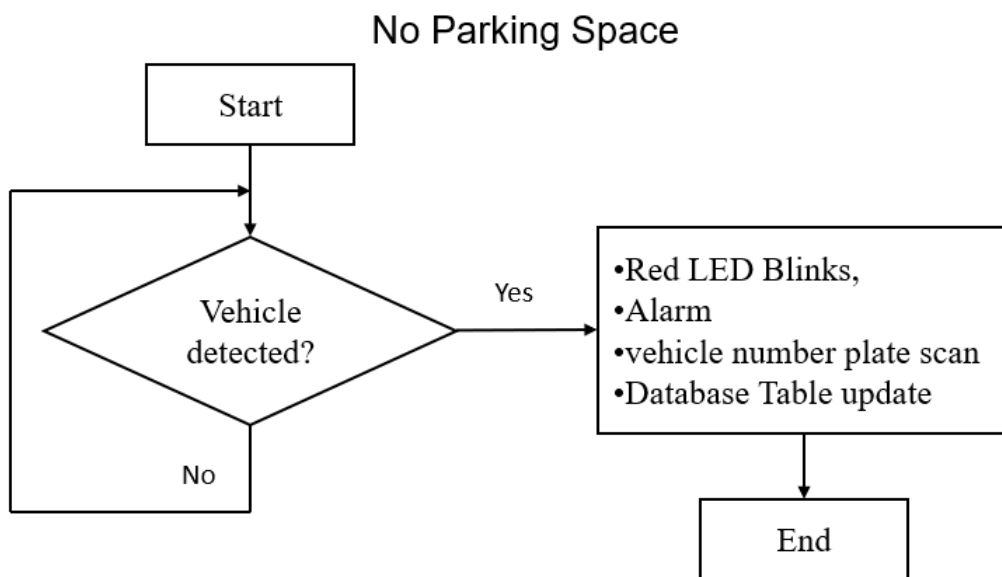 No Parking Space
Start
Vehicle
detected?
Yes
No
•Red LED Blinks,
•Alarm
•vehicle number plate scan
•Database Table update
End